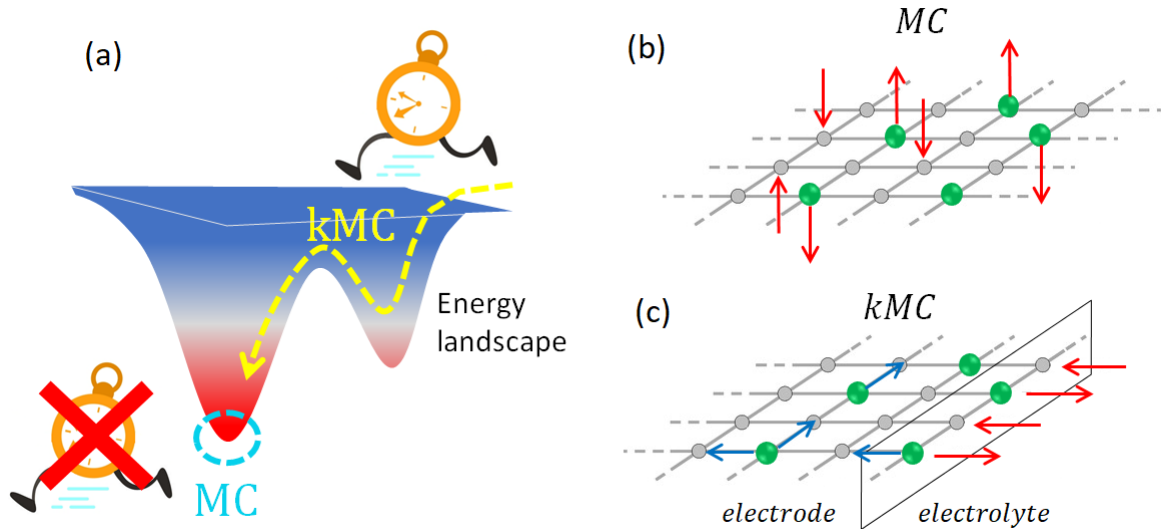 (a)
kMC
Energy
landscape
MC
(b)
MC
(c)
kMC
electrode
electrolyte